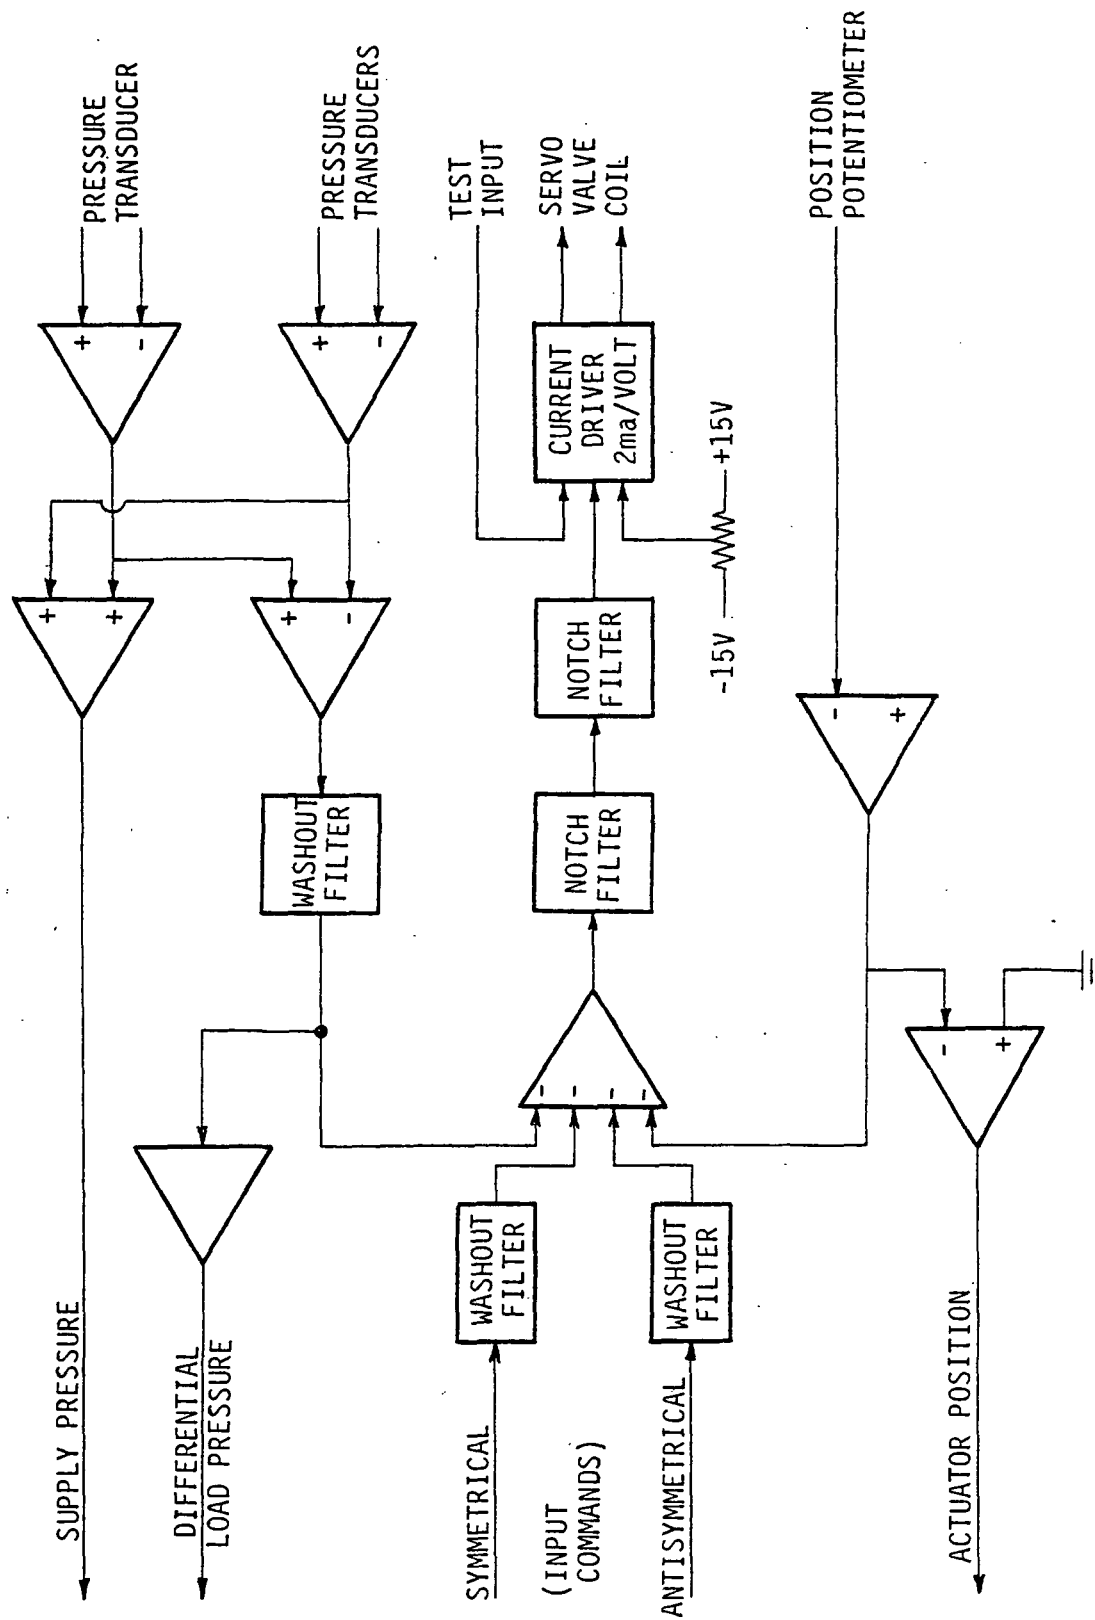 SUPPLY PRESSURE
DIFFERENTIAL
LOAD PRESSURE
SYMMETRICAL
(INPUT
COMMANDS)
ANTISYMMETRICAL
ACTUATOR POSITION
WASHOUT
FILTER
WASHOUT
FILTER
WASHOUT
FILTER
-
-
-
-
-
+
NOTCH
FILTER
NOTCH
FILTER
+
+
+
-
-
+
-15V
+15V
CURRENT
DRIVER
2ma/VOLT
+
-
+
-
PRESSURE
TRANSDUCER
PRESSURE
TRANSDUCERS
TEST
INPUT
SERVO
VALVE
COIL
POSITION
POTENTIOMETER